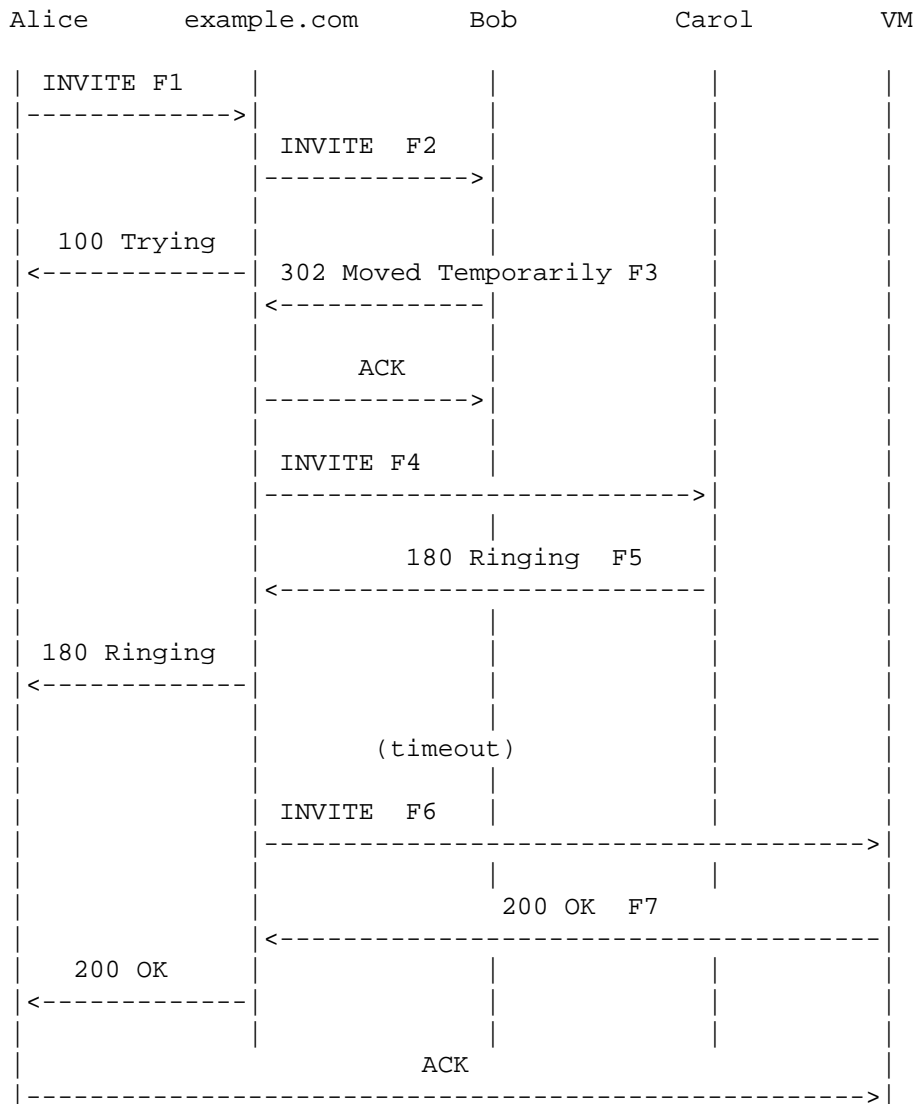 Alice example.com Bob Carol VM
INVITE F1
INVITE F2
100 Trying
302 Moved Temporarily F3
ACK
INVITE F4
180 Ringing F5
180 Ringing
(timeout)
INVITE F6
200 OK F7
200 OK
ACK